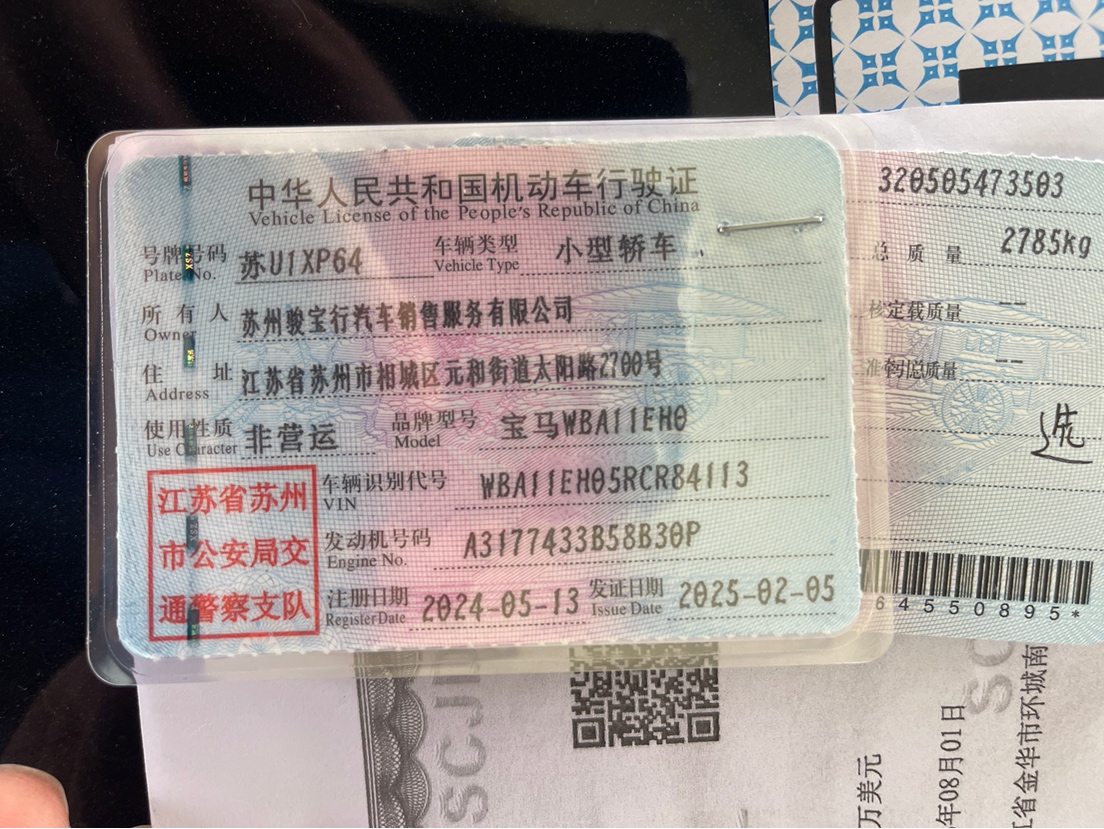 中华人民共和国机动车行驶证
Vehicle License of the People's Republic of China
号牌号码 苏U1XP64 车辆类型 小型轿车
Plate No. Vehicle Type
所有人 苏州骏宝行汽车销售服务有限公司
Owner
住址 江苏省苏州市相城区元和街道太阳路2700号
Address
使用性质 非营运 品牌型号 宝马WBA11EH0
Use Character Model
江苏省苏州
市公安局交
通警察支队
车辆识别代号 WBA11EH05RCR84113
VIN
发动机号码 A3177433B58B30P
Engine No.
注册日期 2024-05-13 发证日期 2025-02-05
Register Date Issue Date
320505473503
总质量 2785kg
核定载质量 --
--
选
64550895*
SCJD
万美元
年08月01日
省金华市环城南